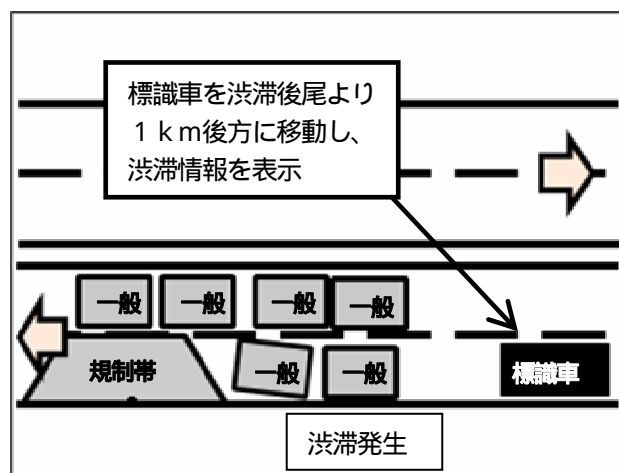 標識車を渋滞後尾より
1km後方に移動し、
渋滞情報を表示
一般 一般 一般 一般
規制帯 一般 一般 標識車
渋滞発生